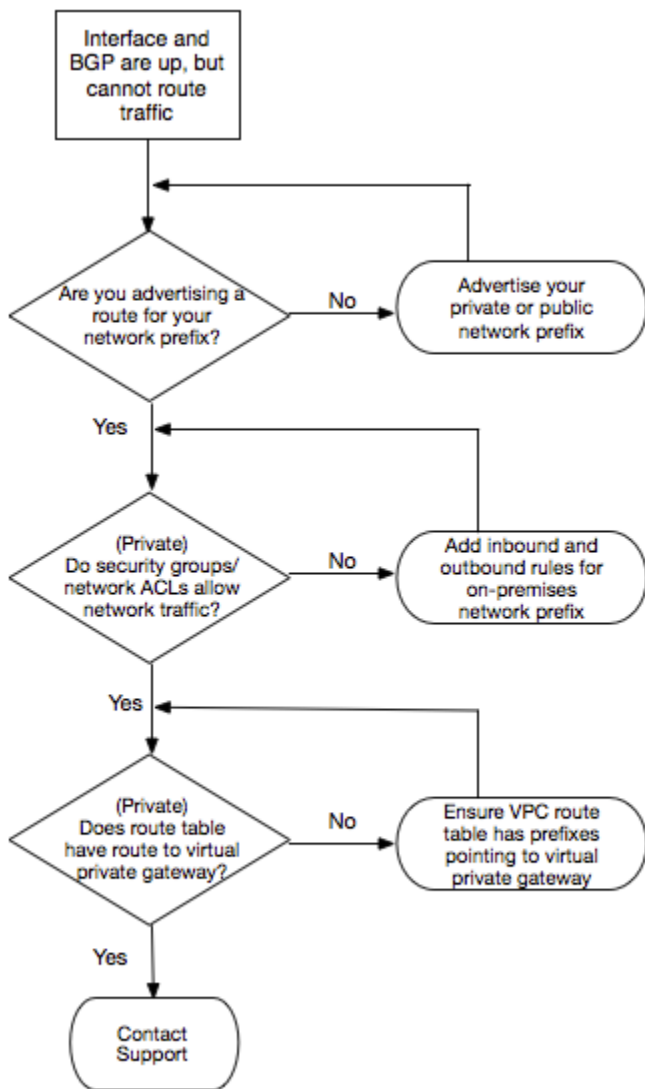 Interface and
BGP are up, but
cannot route
traffic
Are you advertising a
route for your
network prefix?
No
Advertise your
private or public
network prefix
Yes
(Private)
Do security groups/
network ACLs allow
network traffic?
No
Add inbound and
outbound rules for
on-premises
network prefix
Yes
(Private)
Does route table
have route to virtual
private gateway?
No
Ensure VPC route
table has prefixes
pointing to virtual
private gateway
Yes
Contact
Support